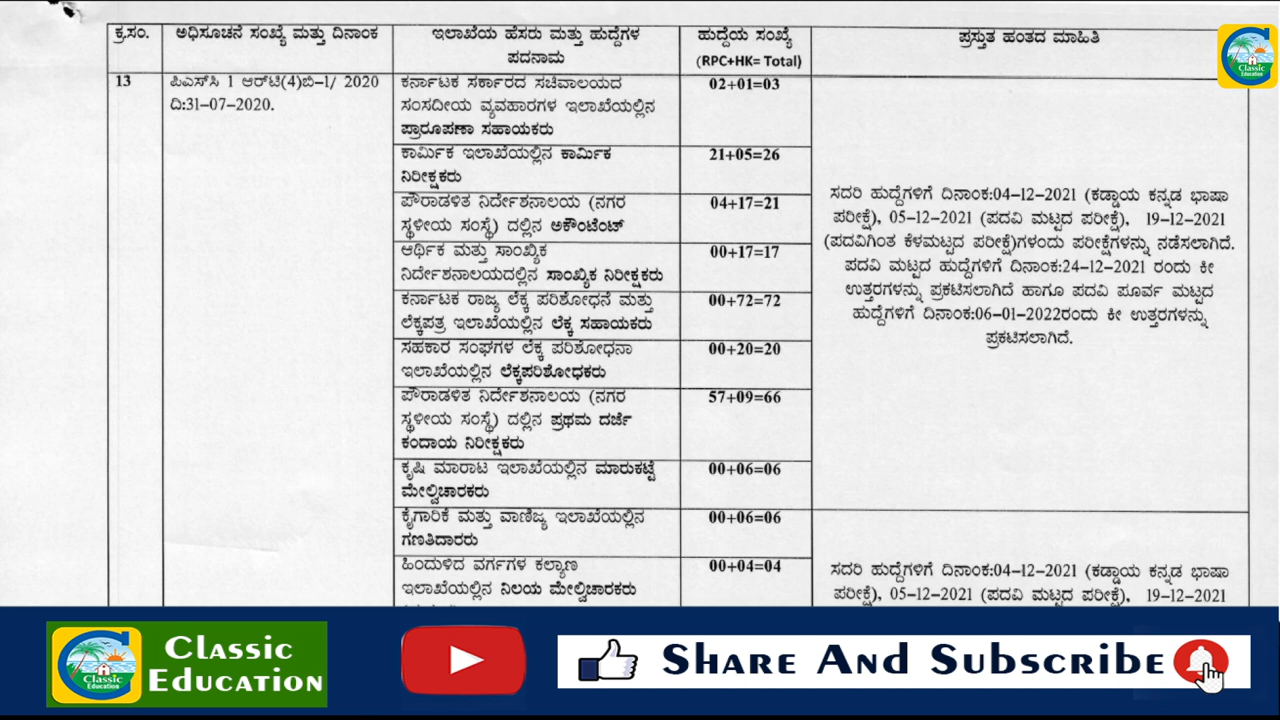 ಕ್ರ.ಸಂ.
ಅಧಿಸೂಚನೆ ಸಂಖ್ಯೆ ಮತ್ತು ದಿನಾಂಕ
ಇಲಾಖೆಯ ಹೆಸರು ಮತ್ತು ಹುದ್ದೆಗಳ
ಪದನಾಮ
ಹುದ್ದೆಯ ಸಂಖ್ಯೆ
(RPC+HK= Total)
ಪ್ರಸ್ತುತ ಹಂತದ ಮಾಹಿತಿ
13
ಪಿಎಸ್‌ಸಿ 1 ಆರ್‌ಟಿ(4)ಬಿ-1/ 2020
ದಿ:31-07-2020.
ಕರ್ನಾಟಕ ಸರ್ಕಾರದ ಸಚಿವಾಲಯದ
ಸಂಸದೀಯ ವ್ಯವಹಾರಗಳ ಇಲಾಖೆಯಲ್ಲಿನ
ಪ್ರಾರೂಪಣಾ ಸಹಾಯಕರು
02+01=03
ಕಾರ್ಮಿಕ ಇಲಾಖೆಯಲ್ಲಿನ ಕಾರ್ಮಿಕ
ನಿರೀಕ್ಷಕರು
21+05=26
ಪೌರಾಡಳಿತ ನಿರ್ದೇಶನಾಲಯ (ನಗರ
ಸ್ಥಳೀಯ ಸಂಸ್ಥೆ) ದಲ್ಲಿನ ಅಕೌಂಟೆಂಟ್
04+17=21
ಆರ್ಥಿಕ ಮತ್ತು ಸಾಂಖ್ಯಿಕ
ನಿರ್ದೇಶನಾಲಯದಲ್ಲಿನ ಸಾಂಖ್ಯಿಕ ನಿರೀಕ್ಷಕರು
00+17=17
ಕರ್ನಾಟಕ ರಾಜ್ಯ ಲೆಕ್ಕ ಪರಿಶೋಧನೆ ಮತ್ತು
ಲೆಕ್ಕಪತ್ರ ಇಲಾಖೆಯಲ್ಲಿನ ಲೆಕ್ಕ ಸಹಾಯಕರು
00+72=72
ಸಹಕಾರ ಸಂಘಗಳ ಲೆಕ್ಕ ಪರಿಶೋಧನಾ
ಇಲಾಖೆಯಲ್ಲಿನ ಲೆಕ್ಕಪರಿಶೋಧಕರು
00+20=20
ಪೌರಾಡಳಿತ ನಿರ್ದೇಶನಾಲಯ (ನಗರ
ಸ್ಥಳೀಯ ಸಂಸ್ಥೆ) ದಲ್ಲಿನ ಪ್ರಥಮ ದರ್ಜೆ
ಕಂದಾಯ ನಿರೀಕ್ಷಕರು
57+09=66
ಕೃಷಿ ಮಾರಾಟ ಇಲಾಖೆಯಲ್ಲಿನ ಮಾರುಕಟ್ಟೆ
ಮೇಲ್ವಿಚಾರಕರು
00+06=06
ಸದರಿ ಹುದ್ದೆಗಳಿಗೆ ದಿನಾಂಕ:04-12-2021 (ಕಡ್ಡಾಯ ಕನ್ನಡ ಭಾಷಾ
ಪರೀಕ್ಷೆ), 05-12-2021 (ಪದವಿ ಮಟ್ಟದ ಪರೀಕ್ಷೆ), 19-12-2021
(ಪದವಿಗಿಂತ ಕೆಳಮಟ್ಟದ ಪರೀಕ್ಷೆ)ಗಳಂದು ಪರೀಕ್ಷೆಗಳನ್ನು ನಡೆಸಲಾಗಿದೆ.
ಪದವಿ ಮಟ್ಟದ ಹುದ್ದೆಗಳಿಗೆ ದಿನಾಂಕ:24-12-2021 ರಂದು ಕೀ
ಉತ್ತರಗಳನ್ನು ಪ್ರಕಟಿಸಲಾಗಿದೆ ಹಾಗೂ ಪದವಿ ಪೂರ್ವ ಮಟ್ಟದ
ಹುದ್ದೆಗಳಿಗೆ ದಿನಾಂಕ:06-01-2022ರಂದು ಕೀ ಉತ್ತರಗಳನ್ನು
ಪ್ರಕಟಿಸಲಾಗಿದೆ.
ಕೈಗಾರಿಕೆ ಮತ್ತು ವಾಣಿಜ್ಯ ಇಲಾಖೆಯಲ್ಲಿನ
ಗಣತಿದಾರರು
00+06=06
ಹಿಂದುಳಿದ ವರ್ಗಗಳ ಕಲ್ಯಾಣ
ಇಲಾಖೆಯಲ್ಲಿನ ನಿಲಯ ಮೇಲ್ವಿಚಾರಕರು
00+04=04
ಸದರಿ ಹುದ್ದೆಗಳಿಗೆ ದಿನಾಂಕ:04-12-2021 (ಕಡ್ಡಾಯ ಕನ್ನಡ ಭಾಷಾ
ಪರೀಕ್ಷೆ), 05-12-2021 (ಪದವಿ ಮಟ್ಟದ ಪರೀಕ್ಷೆ), 19-12-2021
Classic
Education
Classic
Education
Classic
Education
Share And Subscribe